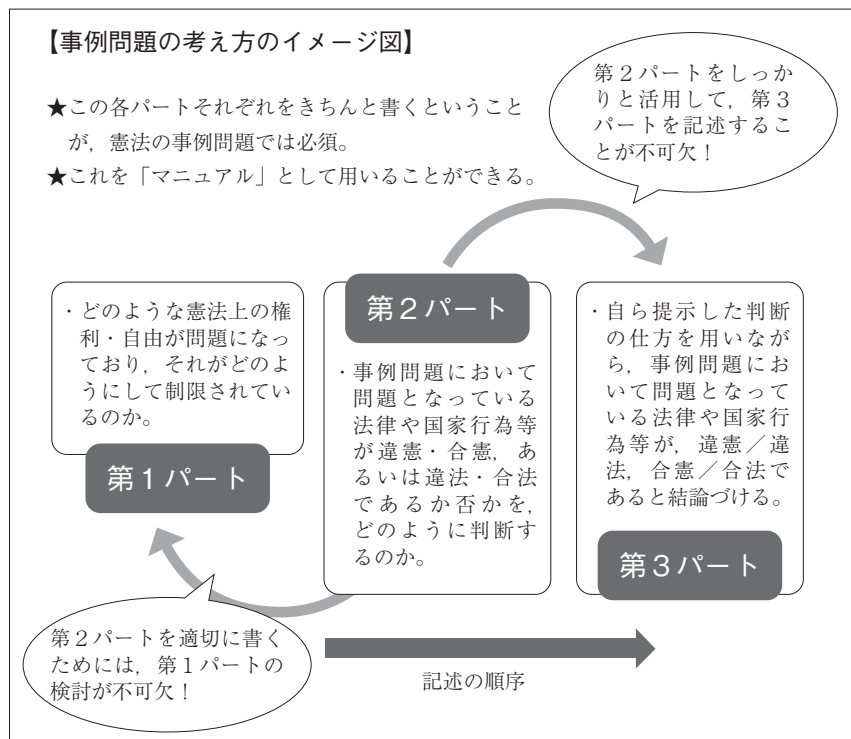 【事例問題の考え方のイメージ図】
★この各パートそれぞれをきちんと書くということ
が，憲法の事例問題では必須。
★これを「マニュアル」として用いることができる。
第２パートをしっか
りと活用して，第３
パートを記述するこ
とが不可欠！
・どのような憲法上の権
利・自由が問題になっ
ており，それがどのよ
うにして制限されてい
るのか。
第１パート
第２パート
・事例問題において
問題となっている
法律や国家行為等
が違憲・合憲，あ
るいは違法・合法
であるか否かを，
どのように判断す
るのか。
・自ら提示した判断
の仕方を用いなが
ら，事例問題にお
いて問題となって
いる法律や国家行
為等が，違憲／違
法，合憲／合法で
あると結論づける。
第３パート
第２パートを適切に書く
ためには，第１パートの
検討が不可欠！
記述の順序